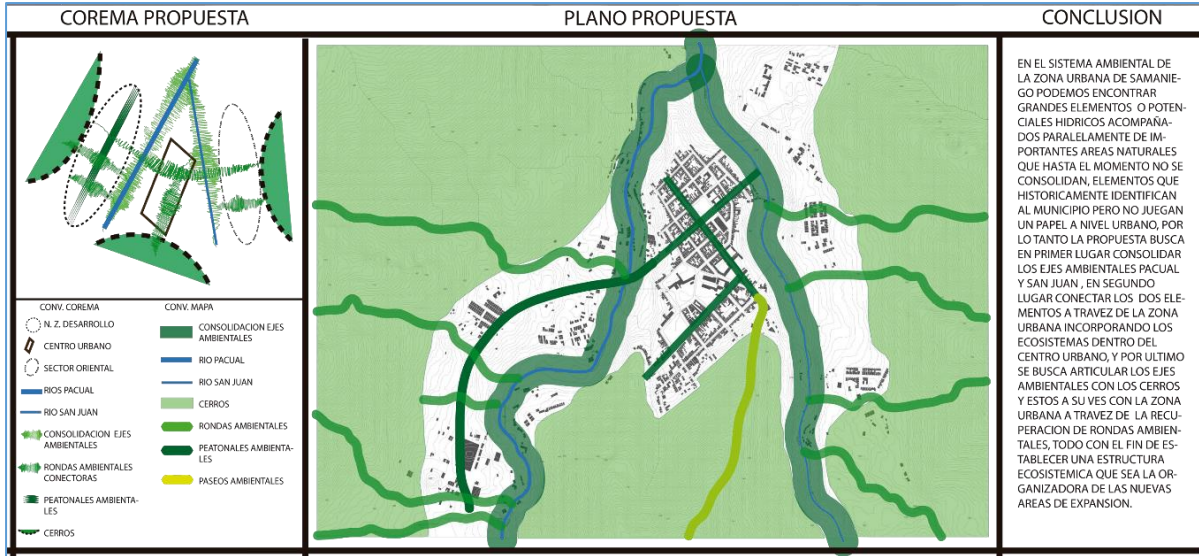 COREMA PROPUESTA
PLANO PROPUESTA
CONCLUSION
CONV. COREMA
N. Z. DESARROLLO
CENTRO URBANO
SECTOR ORIENTAL
RIOS PACUAL
RIO SAN JUAN
CONSOLIDACION EJES
AMBIENTALES
RONDAS AMBIENTALES
CONECTORAS
PEATONALES AMBIENTA-
LES
CERROS
CONV. MAPA
CONSOLIDACION EJES
AMBIENTALES
RIO PACUAL
RIO SAN JUAN
CERROS
RONDAS AMBIENTALES
PEATONALES AMBIENTA-
LES
PASEOS AMBIENTALES
EN EL SISTEMA AMBIENTAL DE
LA ZONA URBANA DE SAMANIE-
GO PODEMOS ENCONTRAR
GRANDES ELEMENTOS O POTEN-
CIALES HIDRICOS ACOMPAÑA-
DOS PARALELAMENTE DE IM-
PORTANTES AREAS NATURALES
QUE HASTA EL MOMENTO NO SE
CONSOLIDAN, ELEMENTOS QUE
HISTORICAMENTE IDENTIFICAN
AL MUNICIPIO PERO NO JUEGAN
UN PAPEL A NIVEL URBANO, POR
LO TANTO LA PROPUESTA BUSCA
EN PRIMER LUGAR CONSOLIDAR
LOS EJES AMBIENTALES PACUAL
Y SAN JUAN , EN SEGUNDO
LUGAR CONECTAR LOS DOS ELE-
MENTOS A TRAVEZ DE LA ZONA
URBANA INCORPORANDO LOS
ECOSISTEMAS DENTRO DEL
CENTRO URBANO, Y POR ULTIMO
SE BUSCA ARTICULAR LOS EJES
AMBIENTALES CON LOS CERROS
Y ESTOS A SU VES CON LA ZONA
URBANA A TRAVEZ DE LA RECU-
PERACION DE RONDAS AMBIEN-
TALES, TODO CON EL FIN DE ES-
TABLECER UNA ESTRUCTURA
ECOSISTEMICA QUE SEA LA OR-
GANIZADORA DE LAS NUEVAS
AREAS DE EXPANSION.